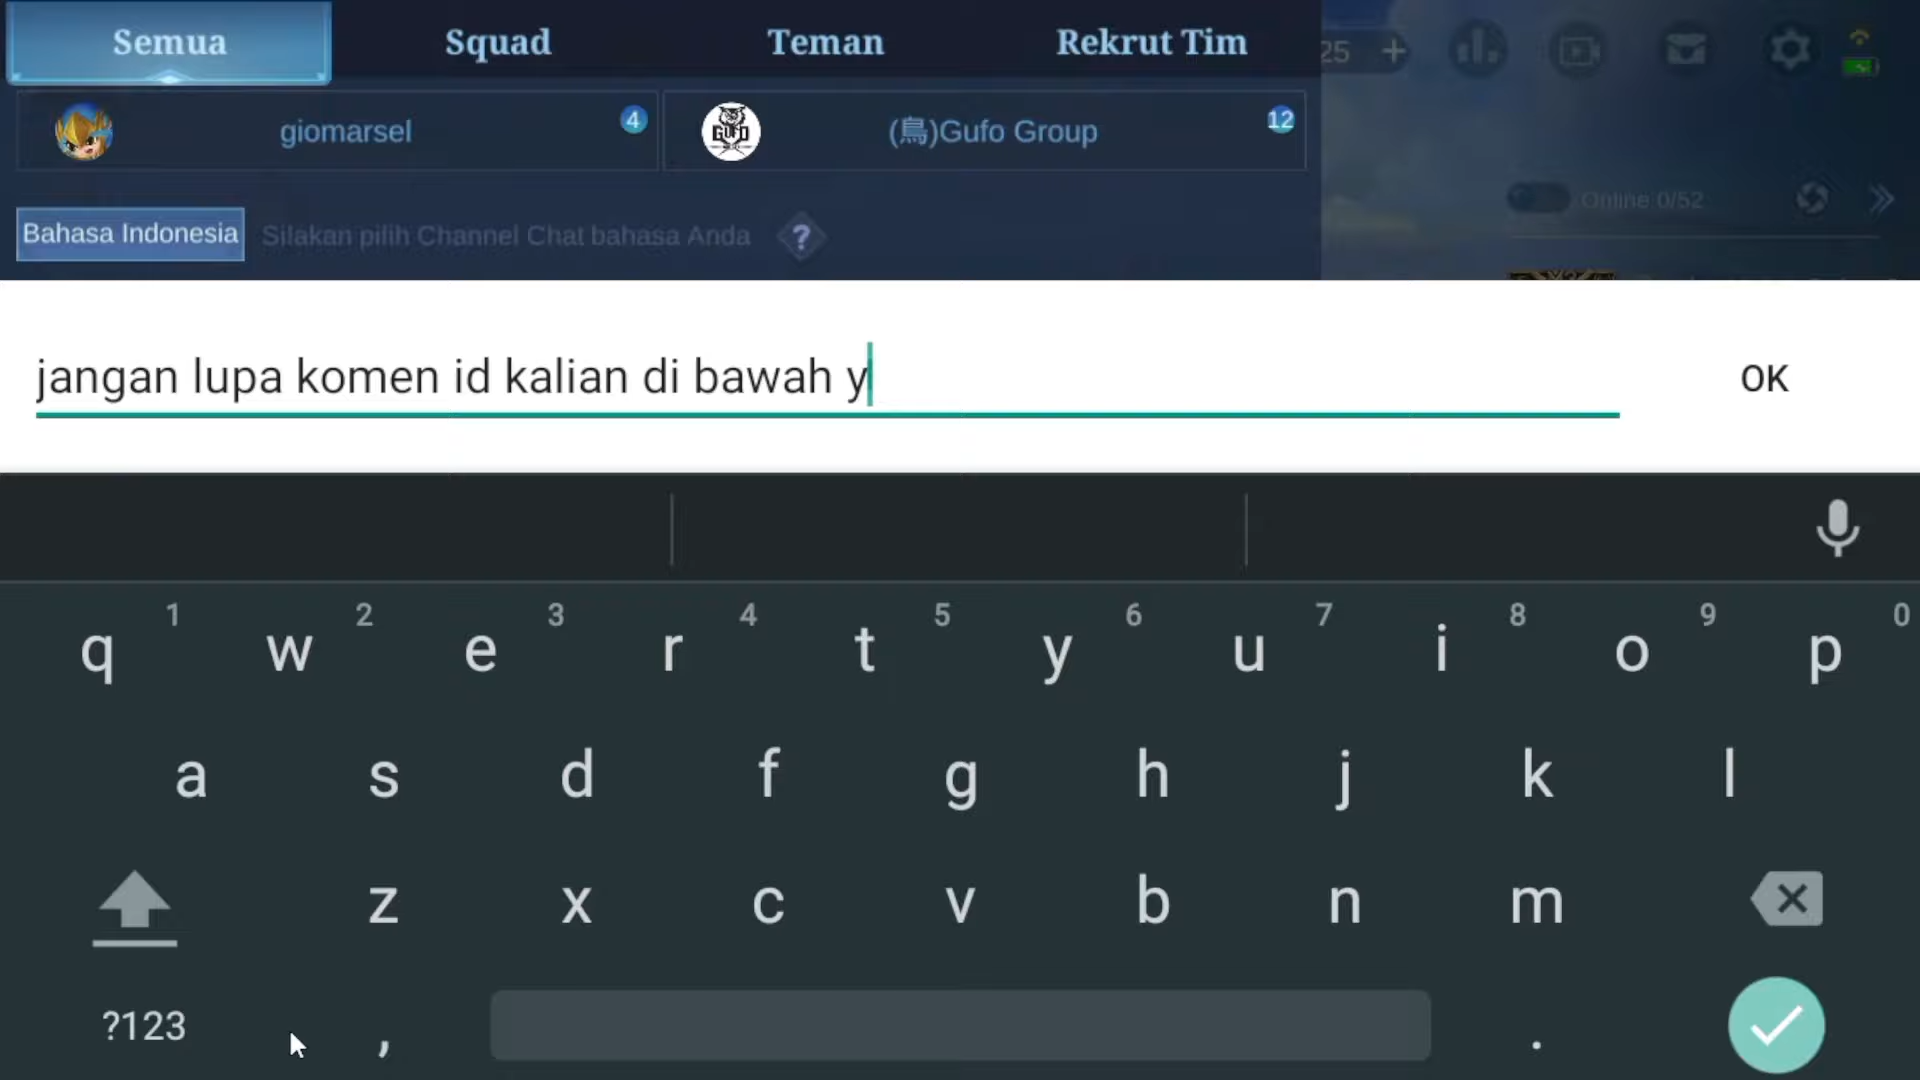 Semua Squad Teman Rekrut Tim 25 +
giomarsel 4 GUFO (鳥)Gufo Group 12
Online 0/52
Bahasa Indonesia Silakan pilih Channel Chat bahasa Anda ?
jangan lupa komen id kalian di bawah y OK
1 2 3 4 5 6 7 8 9 0
q w e r t y u i o p
a s d f g h j k l
z x c v b n m
?123 , .